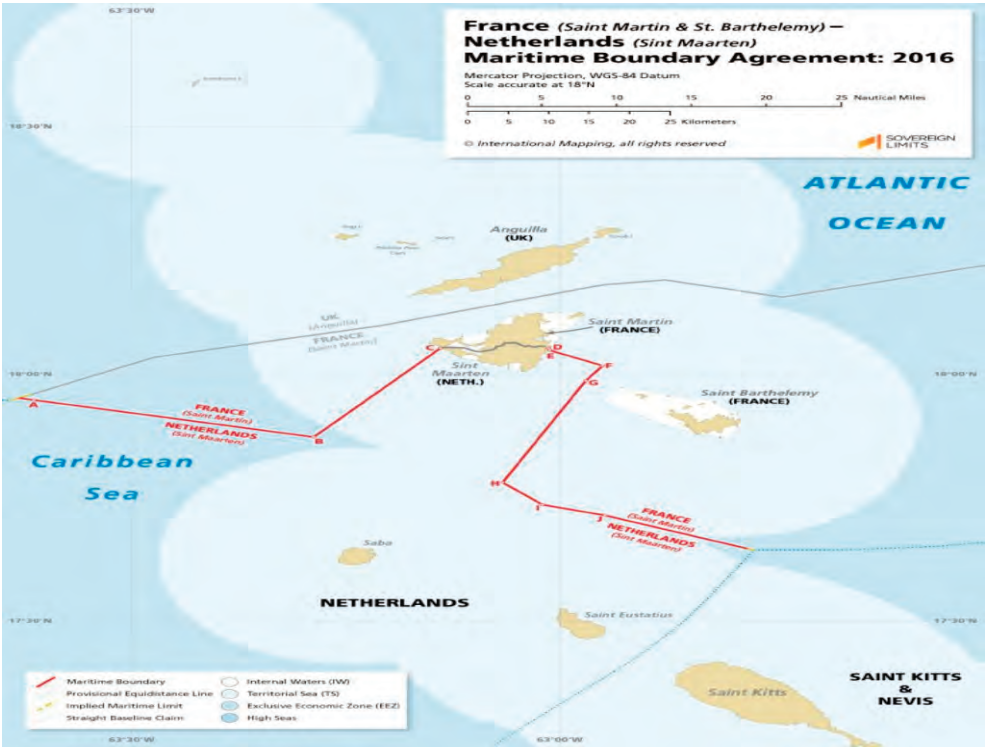 63°30'W
France (Saint Martin & St. Barthelemy) –
Netherlands (Sint Maarten)
Maritime Boundary Agreement: 2016
Mercator Projection, WGS-84 Datum
Scale accurate at 18°N
0 5 10 15 20 25 Nautical Miles
0 5 10 15 20 25 Kilometers
© International Mapping, all rights reserved
SOVEREIGN
LIMITS
18°30'N
ATLANTIC
OCEAN
Anguilla
(UK)
UK
(Anguilla)
FRANCE
(Saint Martin)
Saint Martin
(FRANCE)
C
D
E
Sint
Maarten
(NETH.)
F
G
18°00'N
18°00'N
Saint Barthelemy
(FRANCE)
A
FRANCE
(Saint Martin)
NETHERLANDS
(Sint Maarten)
B
Caribbean
Sea
H
I
J
FRANCE
(Saint Martin)
NETHERLANDS
(Sint Maarten)
Saba
NETHERLANDS
Saint Eustatius
17°30'N
17°30'N
Saint Kitts
SAINT KITTS
&
NEVIS
Maritime Boundary
Provisional Equidistance Line
Implied Maritime Limit
Straight Baseline Claim
Internal Waters (IW)
Territorial Sea (TS)
Exclusive Economic Zone (EEZ)
High Seas
63°30'W
63°00'W